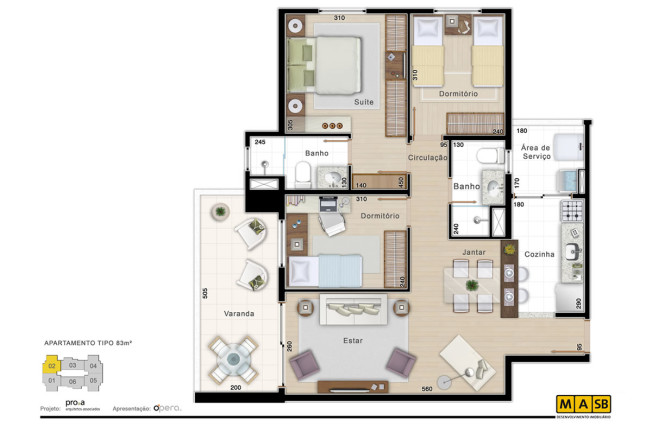 310
Suíte
305
310
Dormitório
240
245
Banho
130
140
450
95
Circulação
130
Banho
240
180
Área de
Serviço
170
310
Dormitório
240
Jantar
180
Cozinha
290
505
Varanda
200
260
Estar
560
95
APARTAMENTO TIPO 83m²
02 03 04
01 06 05
Projeto: pro.a
arquitetos associados
Apresentação: Opera.
MASB
DESENVOLVIMENTO IMOBILIÁRIO